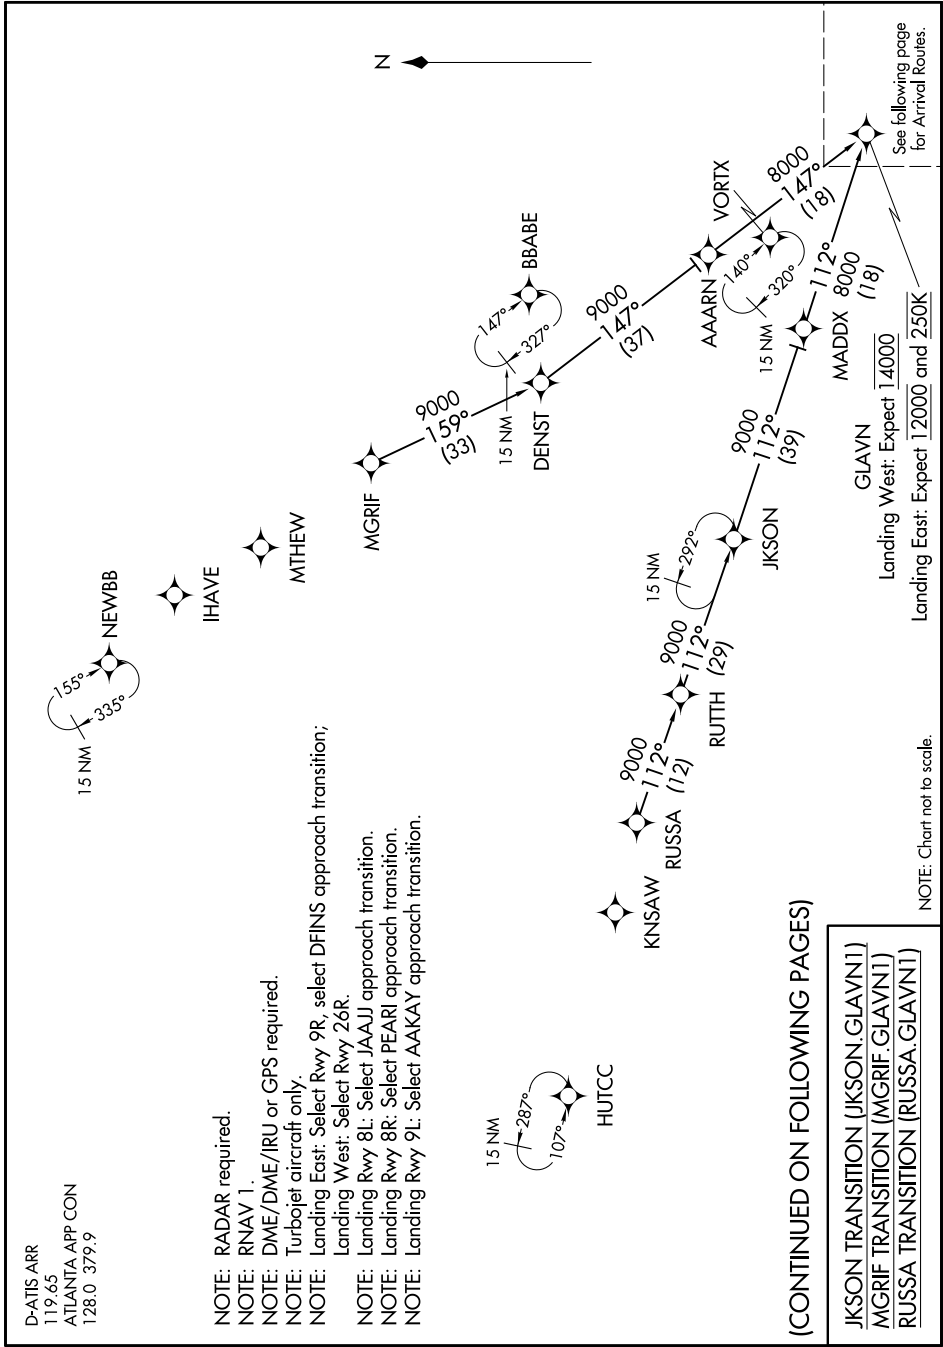 D-ATIS ARR
119.65
ATLANTA APP CON
128.0 379.9
NOTE: RADAR required.
NOTE: RNAV 1.
NOTE: DME/DME/IRU or GPS required.
NOTE: Turbojet aircraft only.
NOTE: Landing East: Select Rwy 9R, select DFINS approach transition;
Landing West: Select Rwy 26R.
NOTE: Landing Rwy 8L: Select JAAJJ approach transition.
NOTE: Landing Rwy 8R: Select PEARI approach transition.
NOTE: Landing Rwy 9L: Select AAKAY approach transition.
N
15 NM
155°
335°
NEWBB
IHAVE
MTHEW
MGRIF
9000
159°
(33)
15 NM
147°
327°
BBABE
DENST
9000
147°
(37)
AAARN
VORTX
15 NM
140°
320°
8000
147°
(18)
15 NM
287°
107°
HUTCC
KNSAW
RUSSA
9000
112°
(12)
RUTTH
9000
112°
(29)
15 NM
292°
JKSON
9000
112°
(39)
MADDX
112°
8000
(18)
GLAVN
Landing West: Expect 14000
Landing East: Expect 12000 and 250K
See following page
for Arrival Routes.
(CONTINUED ON FOLLOWING PAGES)
NOTE: Chart not to scale.
JKSON TRANSITION (JKSON.GLAVN1)
MGRIF TRANSITION (MGRIF.GLAVN1)
RUSSA TRANSITION (RUSSA.GLAVN1)